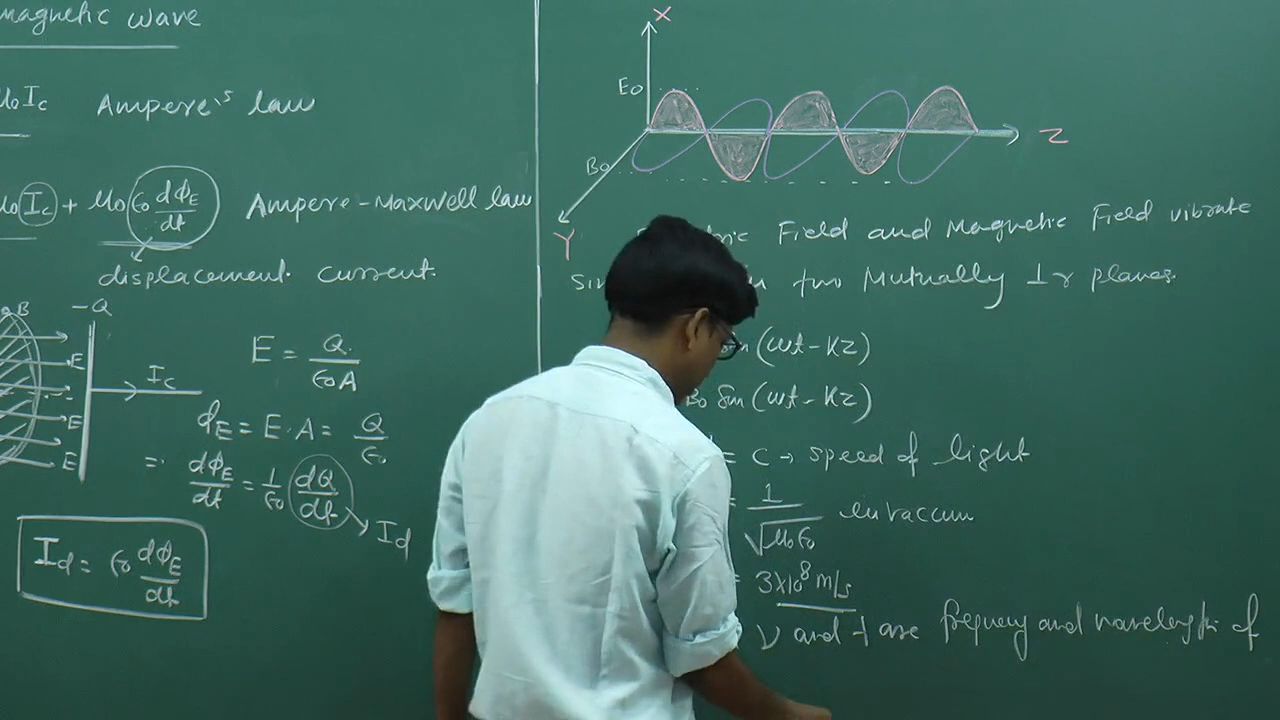 magnetic wave
μ₀Ic Ampere's law
μ₀Ic + μ₀ε₀ dϕE/dt Ampere-Maxwell law
displacement current
B -Q
E
E
E
E
Ic
E = Q/ε₀A
ϕE = E.A = Q/ε₀
∴ dϕE/dt = 1/ε₀ dQ/dt → Id
Id = ε₀ dϕE/dt
X
E₀
Z
B₀
Y
Field and Magnetic Field vibrate
two Mutually ⊥r planes.
(ωt - Kz)
B₀ Sin (ωt - Kz)
= C → speed of light
= 1/√μ₀ε₀ in vaccum
= 3×10⁸ m/s
ν and λ are frequency and wavelength of